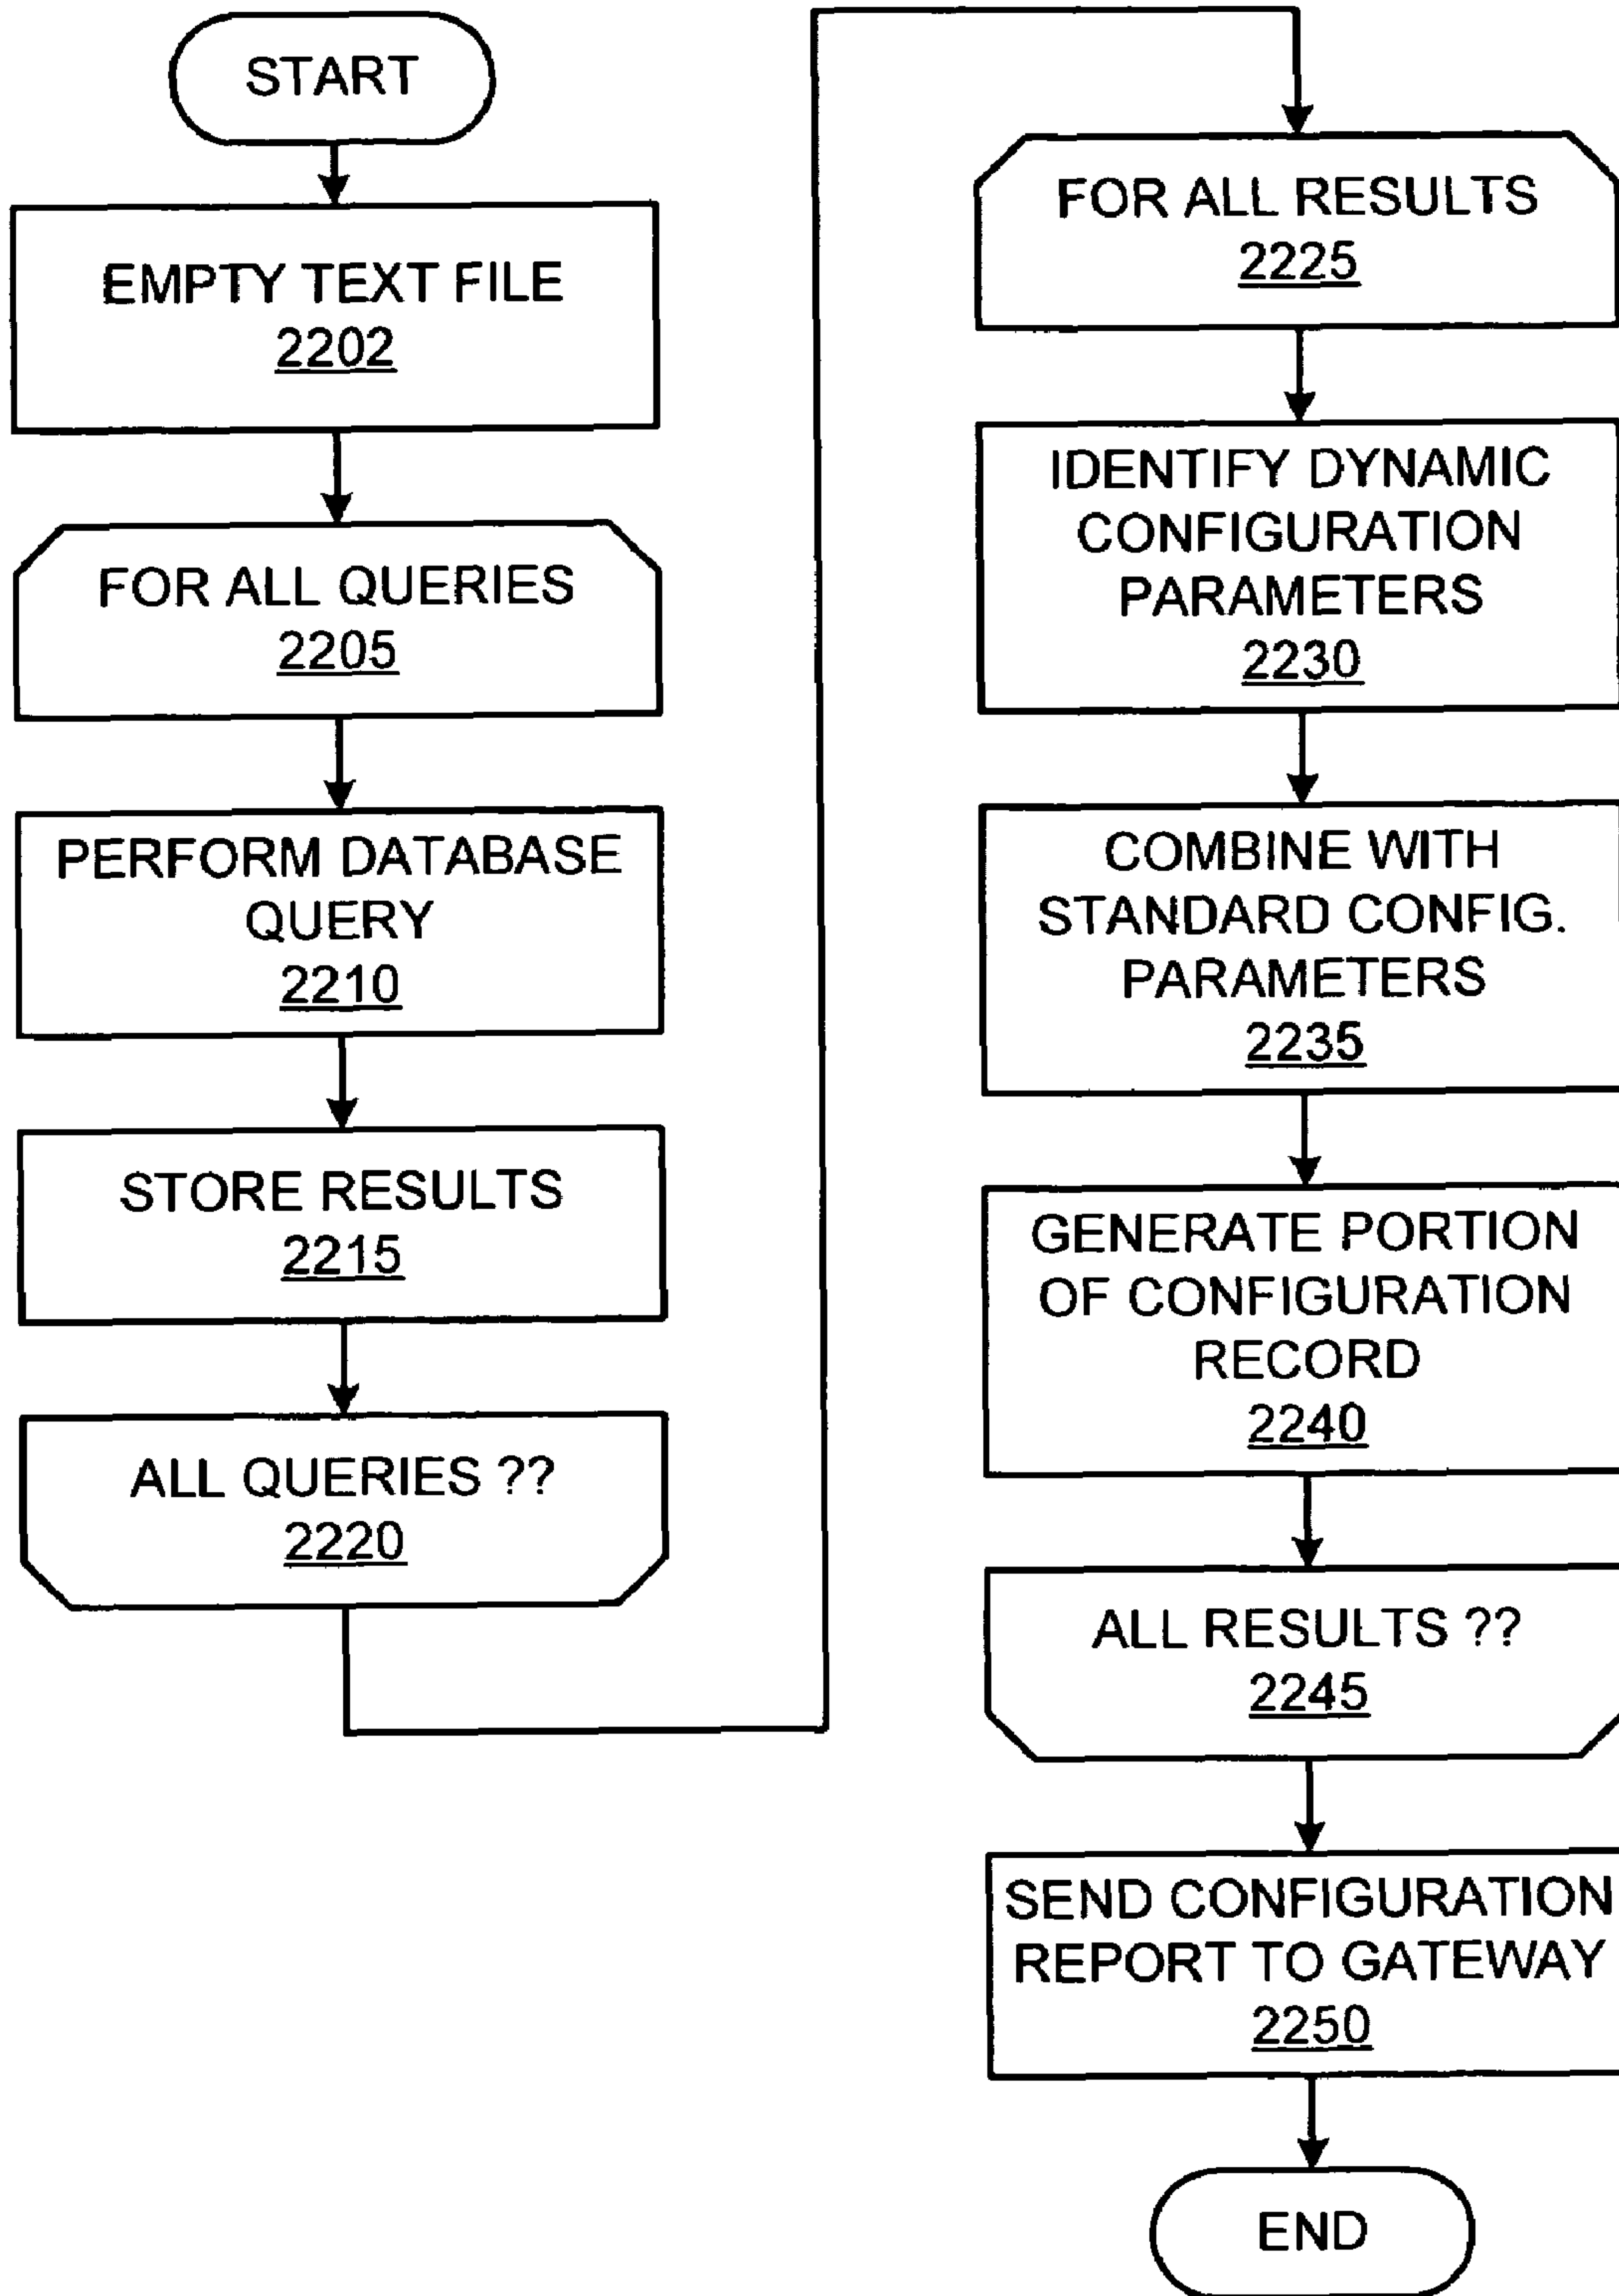 START
EMPTY TEXT FILE
2202
FOR ALL QUERIES
2205
PERFORM DATABASE
QUERY
2210
STORE RESULTS
2215
ALL QUERIES ??
2220
FOR ALL RESULTS
2225
IDENTIFY DYNAMIC
CONFIGURATION
PARAMETERS
2230
COMBINE WITH
STANDARD CONFIG.
PARAMETERS
2235
GENERATE PORTION
OF CONFIGURATION
RECORD
2240
ALL RESULTS ??
2245
SEND CONFIGURATION
REPORT TO GATEWAY
2250
END